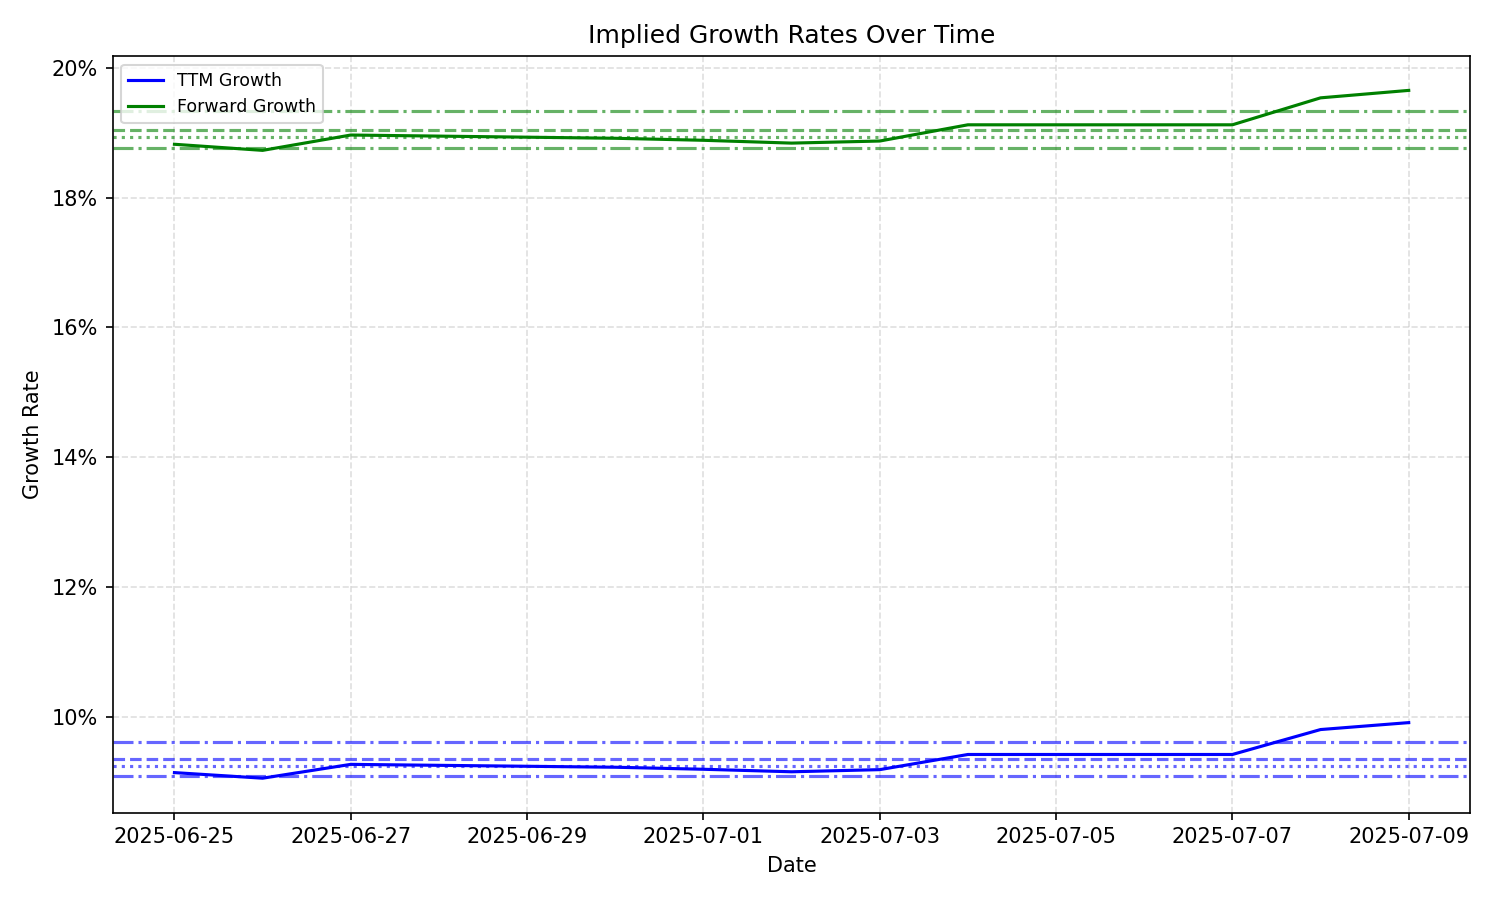 Implied Growth Rates Over Time
TTM Growth
Forward Growth
20%
18%
16%
14%
12%
10%
Growth Rate
2025-06-25 2025-06-27 2025-06-29 2025-07-01 2025-07-03 2025-07-05 2025-07-07 2025-07-09
Date